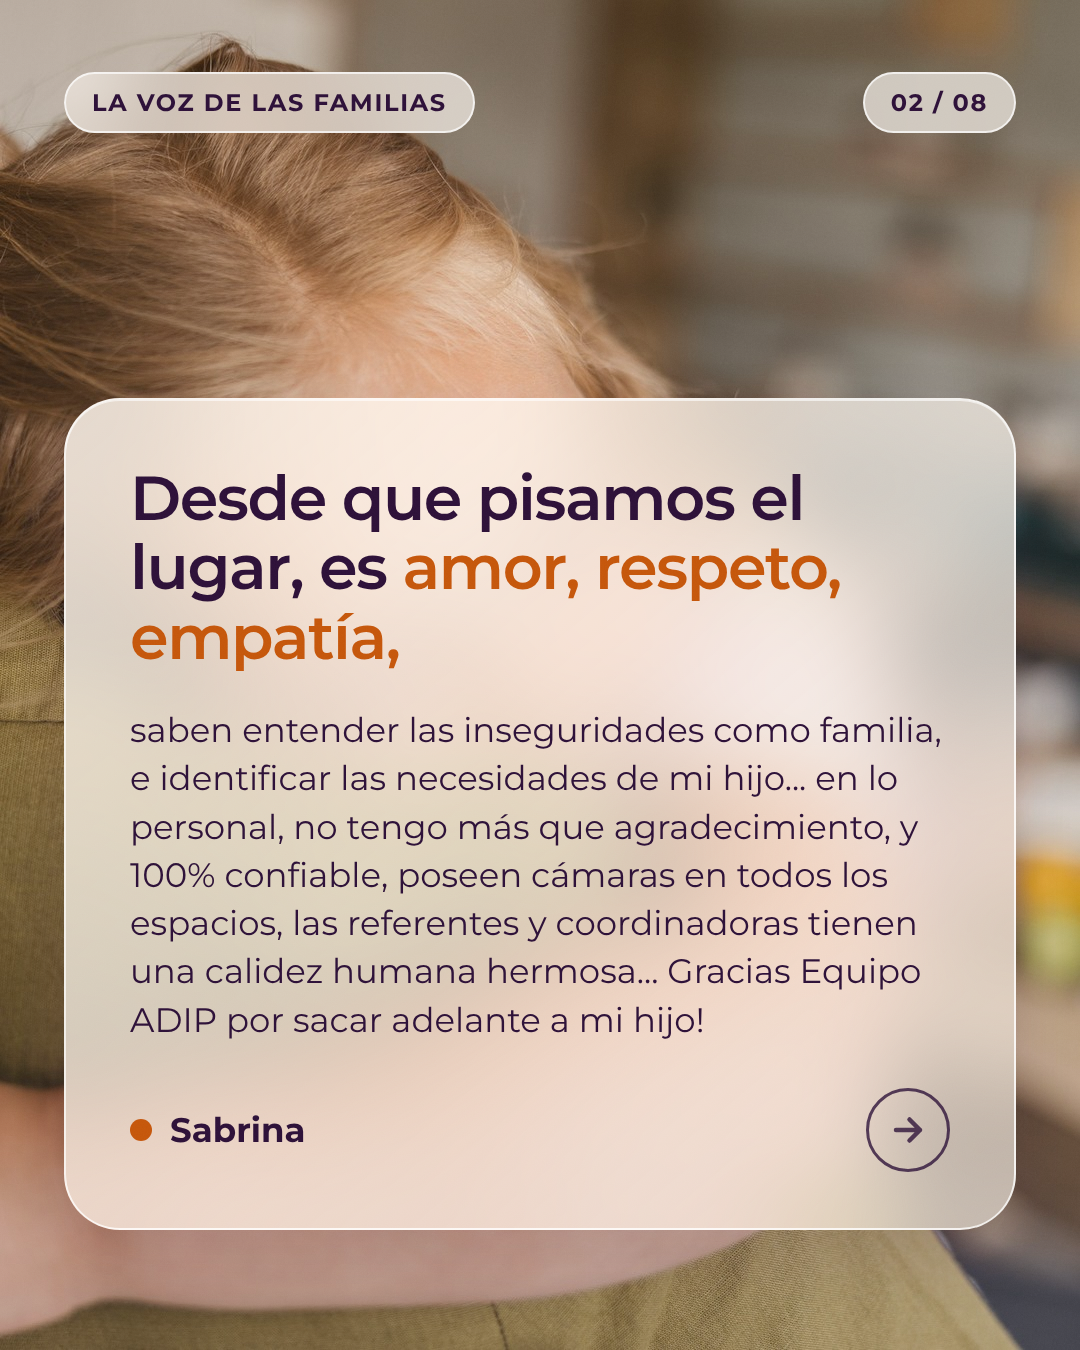 LA VOZ DE LAS FAMILIAS
02 / 08
Desde que pisamos el
lugar, es amor, respeto,
empatía,
saben entender las inseguridades como familia,
e identificar las necesidades de mi hijo... en lo
personal, no tengo más que agradecimiento, y
100% confiable, poseen cámaras en todos los
espacios, las referentes y coordinadoras tienen
una calidez humana hermosa... Gracias Equipo
ADIP por sacar adelante a mi hijo!
Sabrina